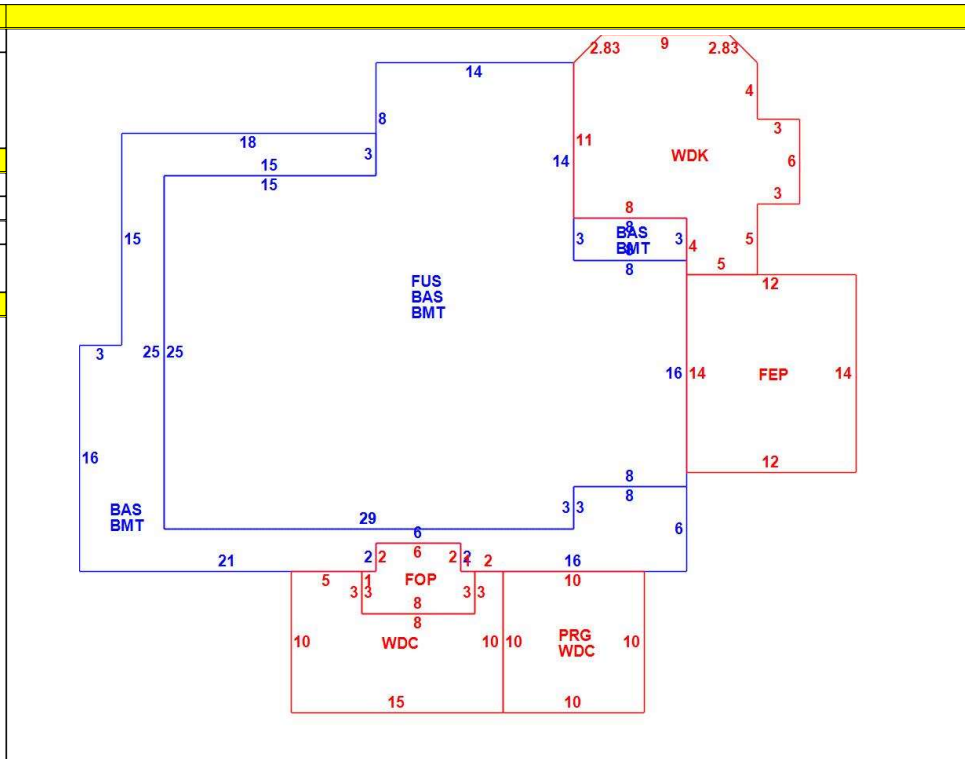 2.83 9 2.83
14
8 4
18 3
3 11 WDK 6
15 14
15 3
8
15 3 8 BAS 3 4 5
8 BMT
8 5
12
FUS
BAS
BMT
3 25 25 16 14 FEP 14
16 8 12
8
BAS
BMT
29 3 3
6 6
21 2 2 6 2 2 2 16
5 1 FOP 10
3 3 8 3 3
8
10 WDC 10 10 PRG 10
WDC
15 10